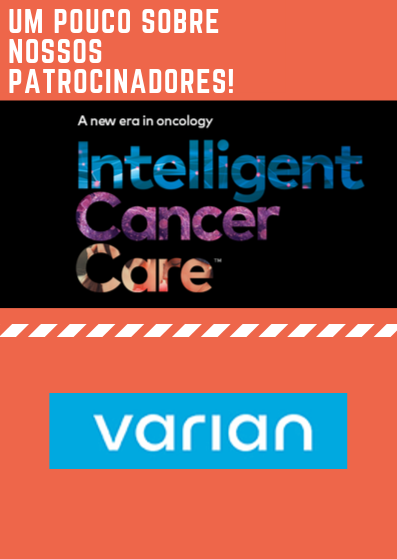 UM POUCO SOBRE
NOSSOS
PATROCINADORES!
A new era in oncology
Intelligent
Cancer
Care™
varian